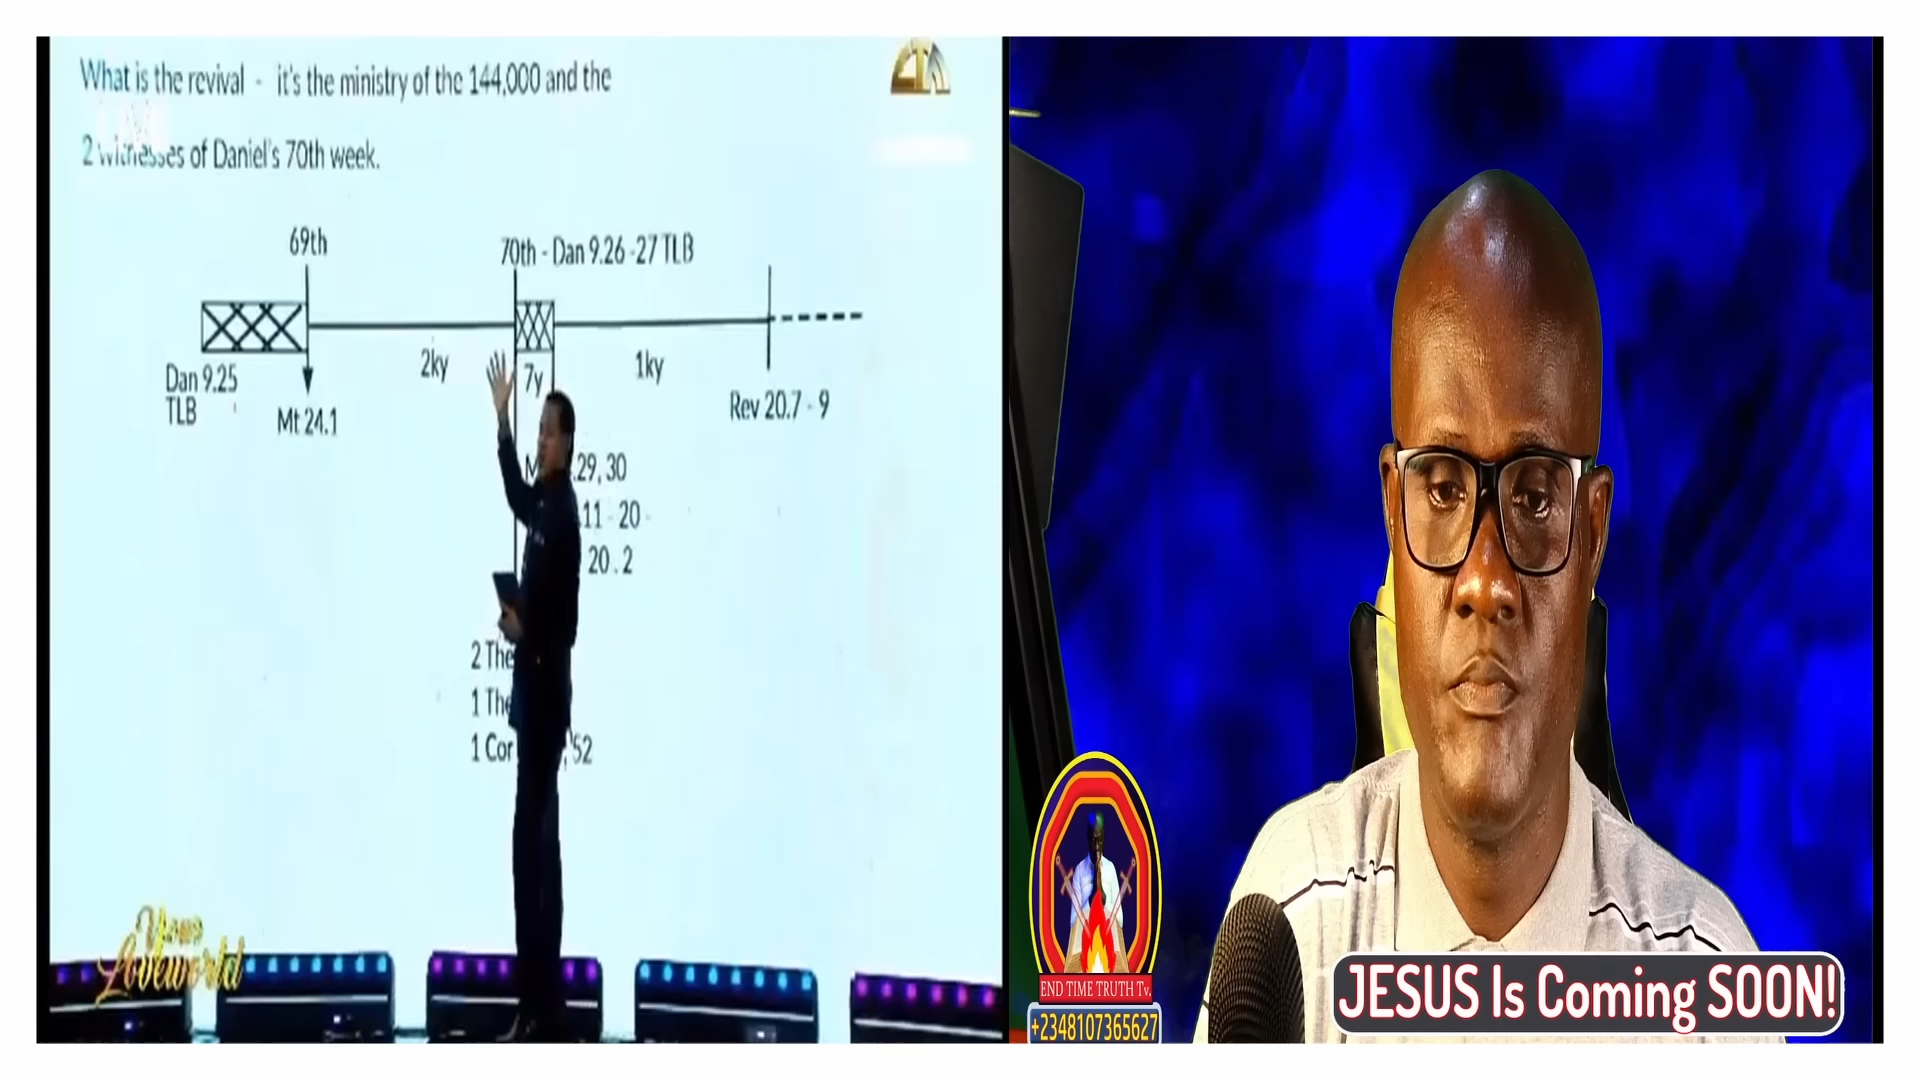 What is the revival - it's the ministry of the 144,000 and the
2 witnesses of Daniel's 70th week.
69th
70th - Dan 9.26 - 27 TLB
2ky
7y
1ky
Dan 9.25
TLB
Mt 24.1
Rev 20.7 - 9
.29, 30
.11 - 20 -
20 . 2
2 The
1 The
1 Cor , 52
Your
Loveworld
END TIME TRUTH Tv.
+2348107365627
JESUS Is Coming SOON!